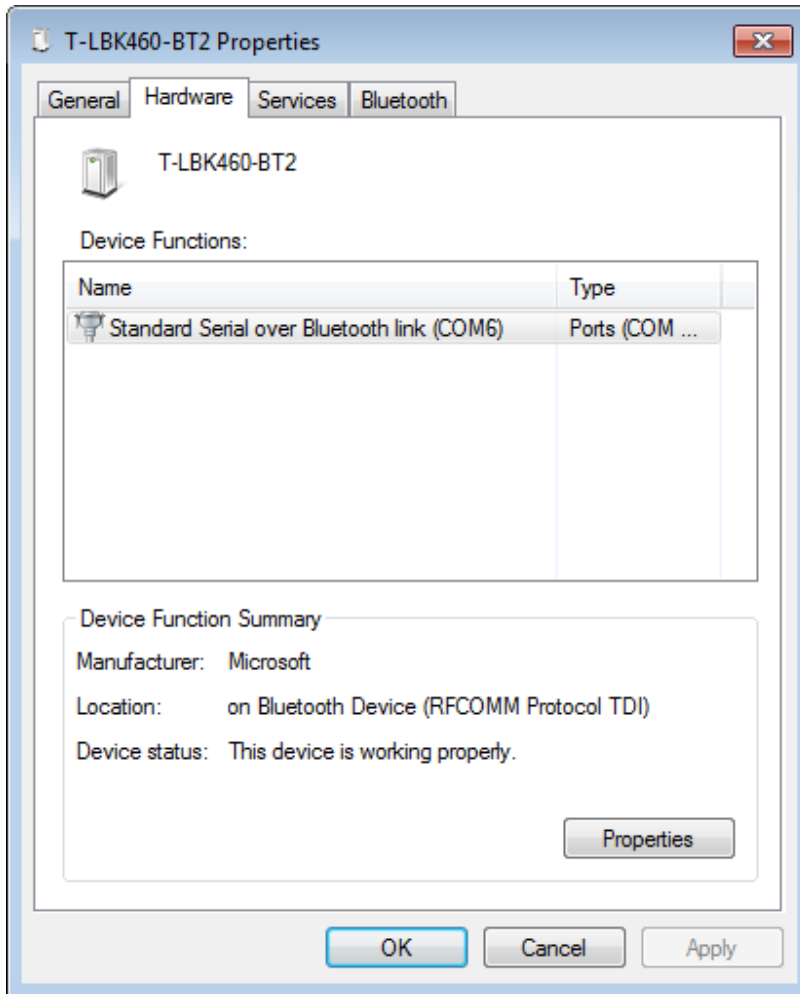 T-LBK460-BT2 Properties
General Hardware Services Bluetooth
T-LBK460-BT2
Device Functions:
Name Type
Standard Serial over Bluetooth link (COM6) Ports (COM ...
Device Function Summary
Manufacturer: Microsoft
Location: on Bluetooth Device (RFCOMM Protocol TDI)
Device status: This device is working properly.
Properties
OK Cancel Apply